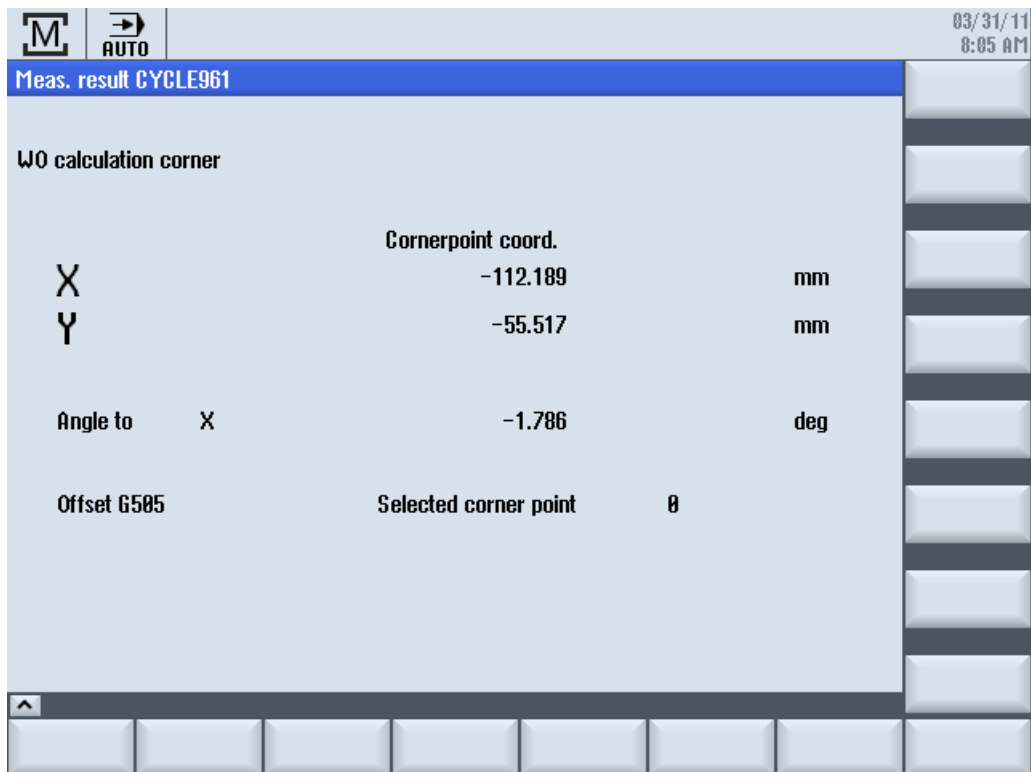 M AUTO 03/31/11
8:05 AM
Meas. result CYCLE961
WO calculation corner
Cornerpoint coord.
X -112.189 mm
Y -55.517 mm
Angle to X -1.786 deg
Offset G505 Selected corner point 0